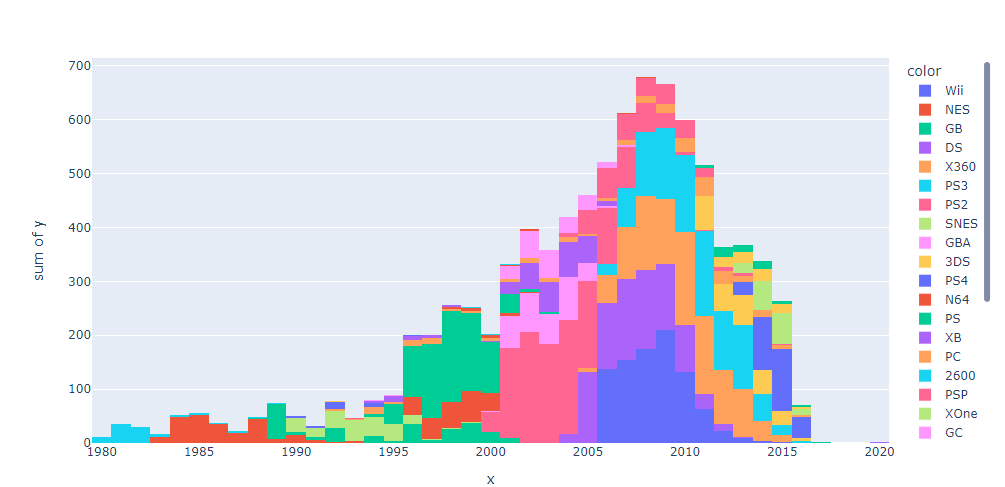 color
Wii
NES
GB
DS
X360
PS3
PS2
SNES
GBA
3DS
PS4
N64
PS
XB
PC
2600
PSP
XOne
GC
700
600
500
400
300
200
100
0
sum of y
1980 1985 1990 1995 2000 2005 2010 2015 2020
x